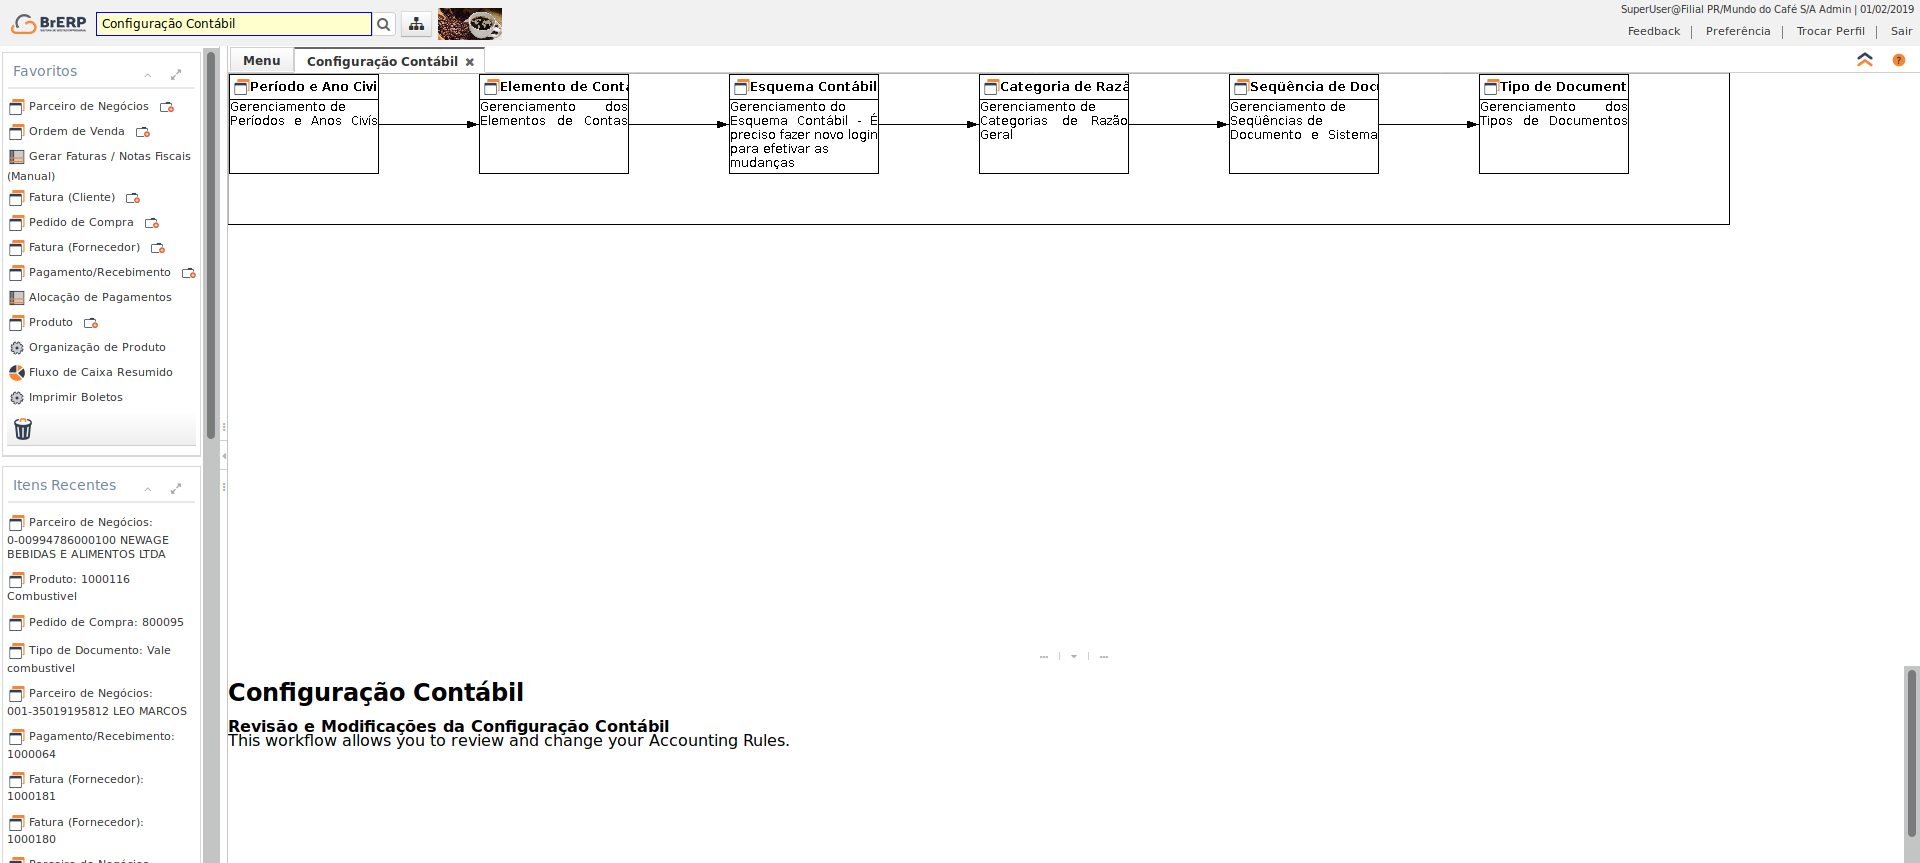 BrERP
Configuração Contábil
SuperUser@Filial PR/Mundo do Café S/A Admin | 01/02/2019
Feedback | Preferência | Trocar Perfil | Sair
Favoritos
Parceiro de Negócios
Ordem de Venda
Gerar Faturas / Notas Fiscais
(Manual)
Fatura (Cliente)
Pedido de Compra
Fatura (Fornecedor)
Pagamento/Recebimento
Alocação de Pagamentos
Produto
Organização de Produto
Fluxo de Caixa Resumido
Imprimir Boletos
Itens Recentes
Parceiro de Negócios:
0-00994786000100 NEWAGE
BEBIDAS E ALIMENTOS LTDA
Produto: 1000116
Combustivel
Pedido de Compra: 800095
Tipo de Documento: Vale
combustivel
Parceiro de Negócios:
001-35019195812 LEO MARCOS
Pagamento/Recebimento:
1000064
Fatura (Fornecedor):
1000181
Fatura (Fornecedor):
1000180
Menu
Configuração Contábil
Período e Ano Civi
Gerenciamento de
Períodos e Anos Civís
Elemento de Conta
Gerenciamento dos
Elementos de Contas
Esquema Contábil
Gerenciamento do
Esquema Contábil - É
preciso fazer novo login
para efetivar as
mudanças
Categoria de Razã
Gerenciamento de
Categorias de Razão
Geral
Seqüência de Doc
Gerenciamento de
Seqüências de
Documento e Sistema
Tipo de Document
Gerenciamento dos
Tipos de Documentos
Configuração Contábil
Revisão e Modificações da Configuração Contábil
This workflow allows you to review and change your Accounting Rules.